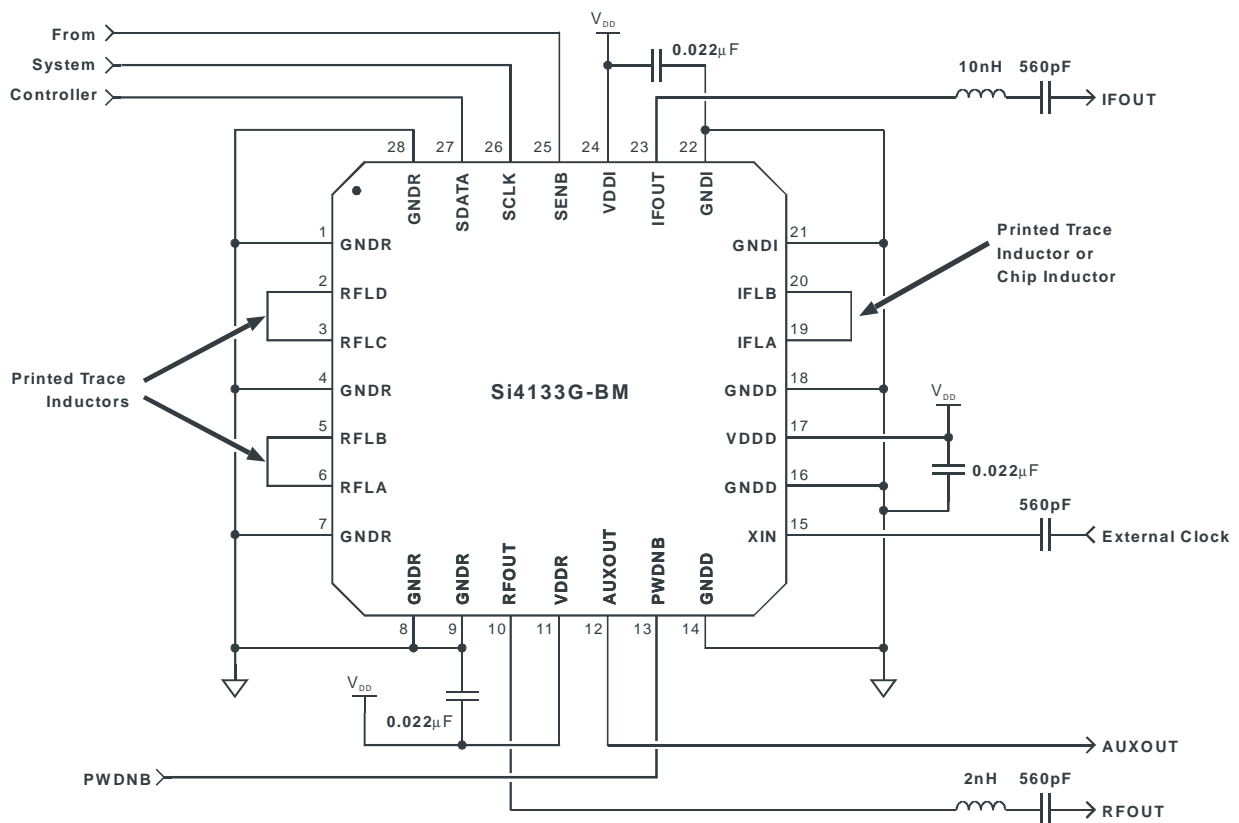 From
System
Controller
V_DD
0.022µF
10nH 560pF
IFOUT
28 27 26 25 24 23 22
GNDR SDATA SCLK SENB VDDI IFOUT GNDI
1 GNDR
2 RFLD
3 RFLC
4 GNDR
5 RFLB
6 RFLA
7 GNDR
Printed Trace
Inductors
Si4133G-BM
GNDI 21
IFLB 20
IFLA 19
GNDD 18
VDDD 17
GNDD 16
XIN 15
Printed Trace
Inductor or
Chip Inductor
V_DD
0.022µF
560pF
External Clock
GNDR GNDR RFOUT VDDR AUXOUT PWDNB GNDD
8 9 10 11 12 13 14
V_DD
0.022µF
AUXOUT
PWDNB
2nH 560pF
RFOUT